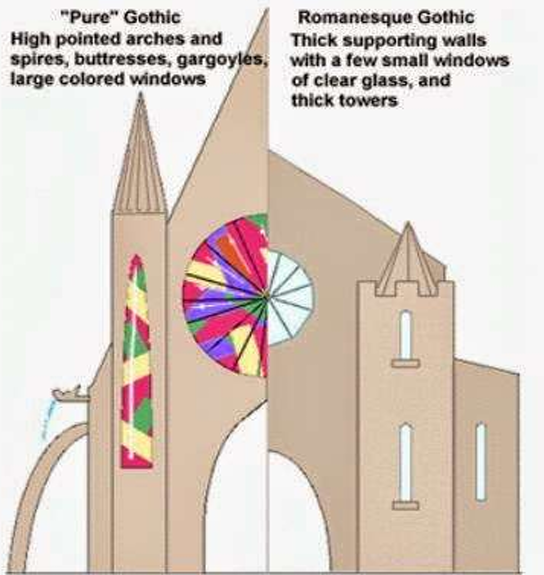 "Pure" Gothic
High pointed arches and
spires, buttresses, gargoyles,
large colored windows
Romanesque Gothic
Thick supporting walls
with a few small windows
of clear glass, and
thick towers